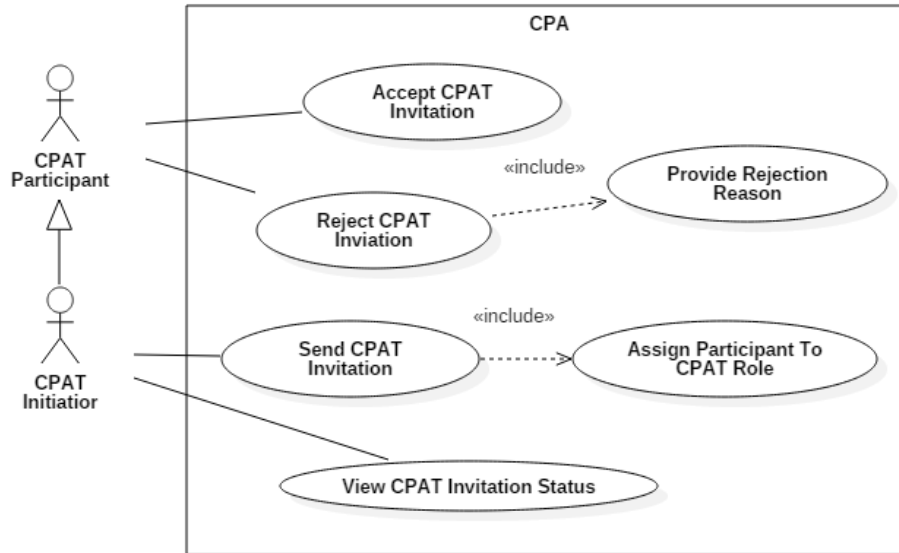 CPA
CPAT
Participant
Accept CPAT
Invitation
«include»
Provide Rejection
Reason
Reject CPAT
Inviation
CPAT
Initiatior
Send CPAT
Invitation
«include»
Assign Participant To
CPAT Role
View CPAT Invitation Status